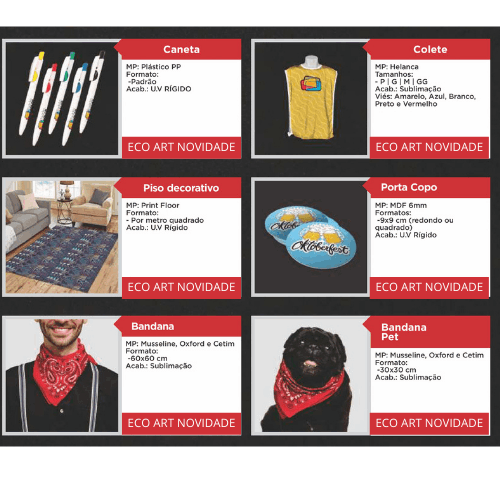 Caneta
MP: Plástico PP
Formato:
-Padrão
Acab.: U.V RÍGIDO
ECO ART NOVIDADE
Colete
MP: Helanca
Tamanhos:
- P | G | M | GG
Acab.: Sublimação
Viés: Amarelo, Azul, Branco,
Preto e Vermelho
ECO ART NOVIDADE
Piso decorativo
MP: Print Floor
Formato:
- Por metro quadrado
Acab.: U.V Rígido
ECO ART NOVIDADE
Oktoberfest
Porta Copo
MP: MDF 6mm
Formatos:
-9x9 cm (redondo ou
quadrado)
Acab.: U.V Rígido
ECO ART NOVIDADE
Bandana
MP: Musseline, Oxford e Cetim
Formato:
-60x60 cm
Acab.: Sublimação
ECO ART NOVIDADE
Bandana
Pet
MP: Musseline, Oxford e Cetim
Formato:
-30x30 cm
Acab.: Sublimação
ECO ART NOVIDADE